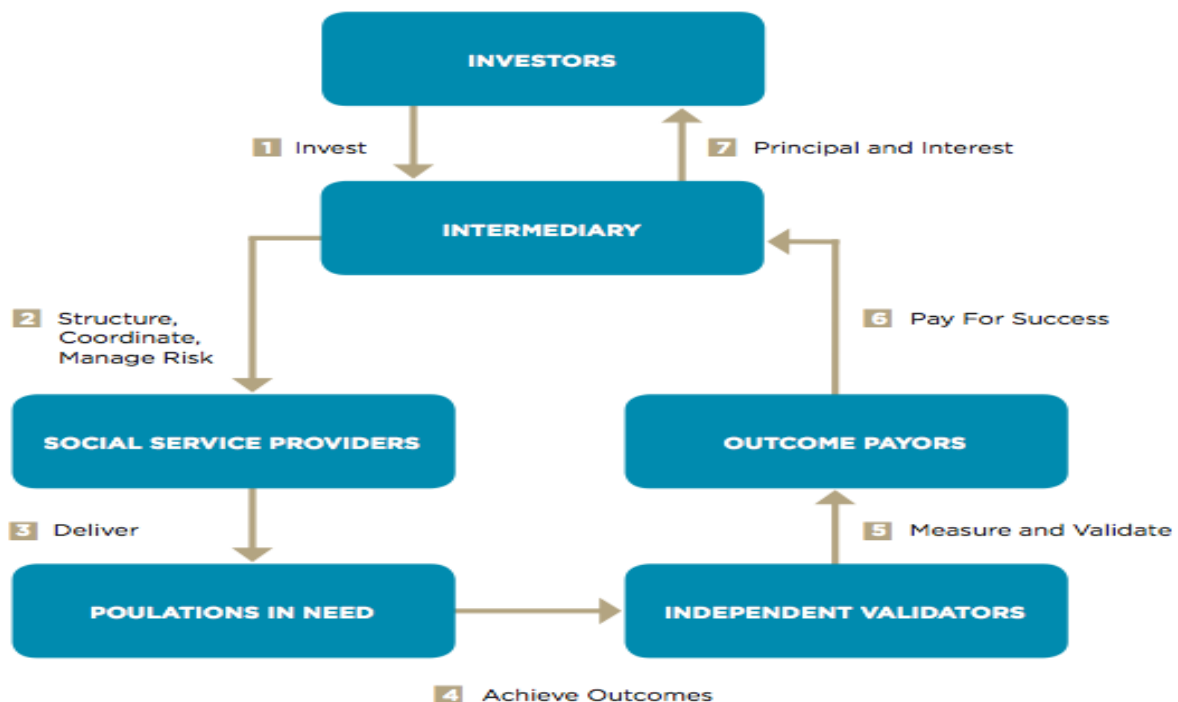 INVESTORS
1 Invest
7 Principal and Interest
INTERMEDIARY
2 Structure,
Coordinate,
Manage Risk
6 Pay For Success
SOCIAL SERVICE PROVIDERS
OUTCOME PAYORS
3 Deliver
5 Measure and Validate
POULATIONS IN NEED
INDEPENDENT VALIDATORS
4 Achieve Outcomes